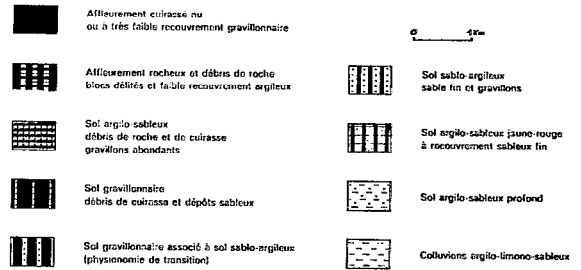 Affleurement cuirassé nu
ou à très faible recouvrement gravillonnaire
Affleurement rocheux et débris de roche
blocs délités et faible recouvrement argileux
Sol argilo-sableux
débris de roche et de cuirasse
gravillons abondants
Sol gravillonnaire
débris de cuirasse et dépôts sableux
Sol gravillonnaire associé à sol sablo-argileux
(physionomie de transition)
0 1 Km
Sol sablo-argileux
sable fin et gravillons
Sol argilo-sableux jaune-rouge
à recouvrement sableux fin
Sol argilo-sableux profond
Colluvions argilo-limono-sableux